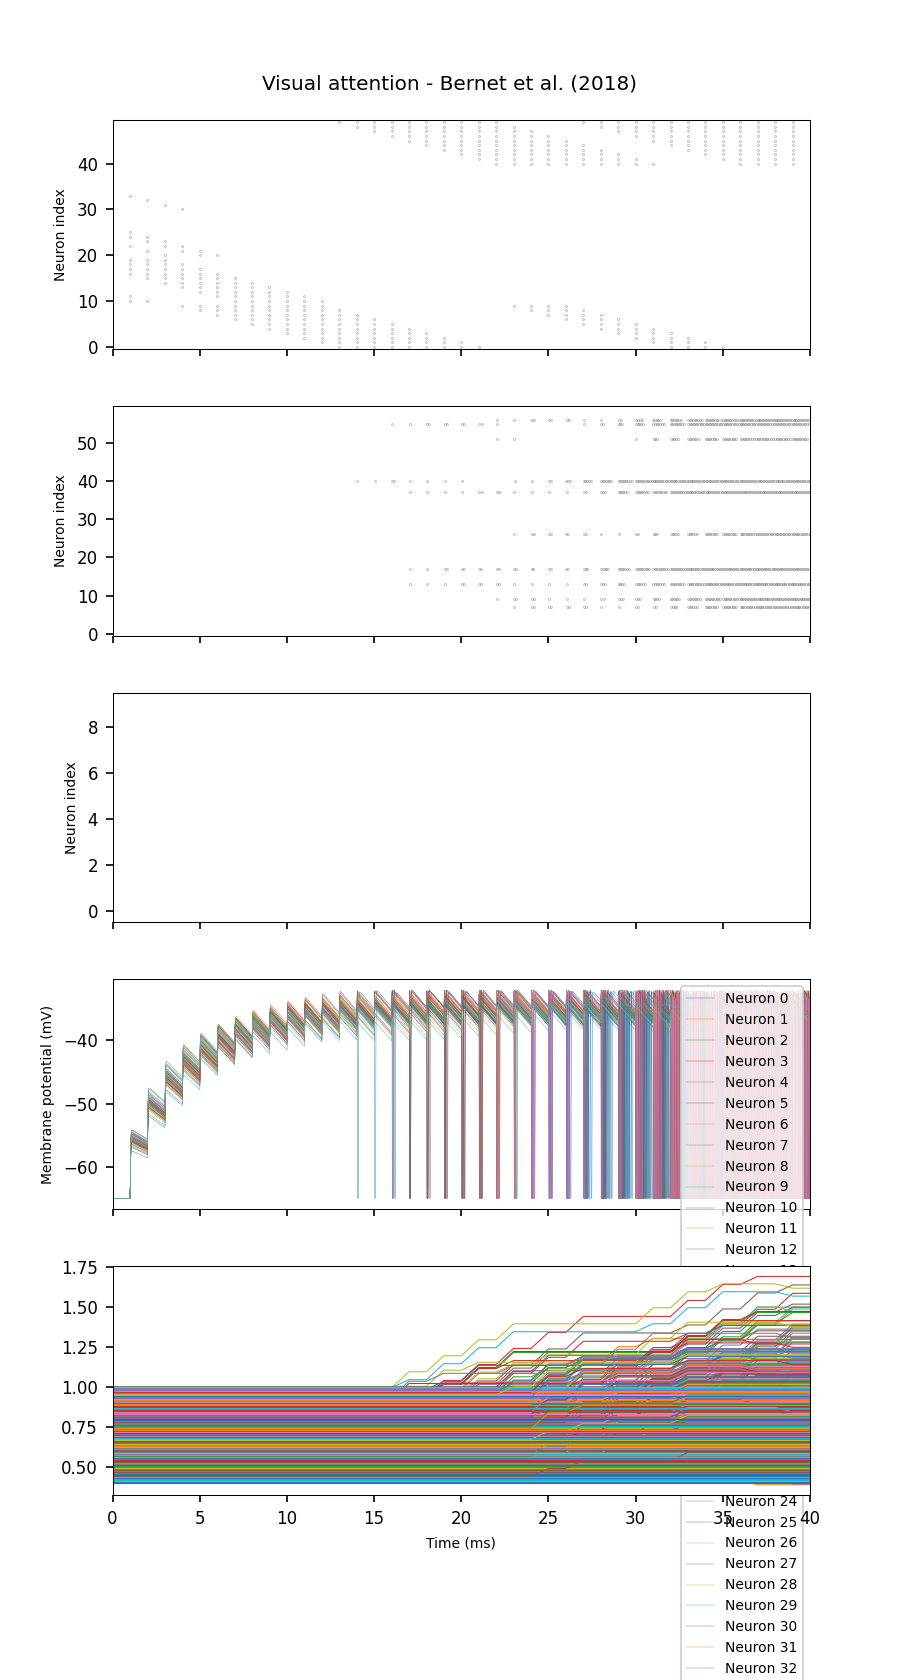 Visual attention - Bernet et al. (2018)
Neuron index
40
30
20
10
0
Neuron index
50
40
30
20
10
0
Neuron index
8
6
4
2
0
Membrane potential (mV)
−40
−50
−60
Neuron 0
Neuron 1
Neuron 2
Neuron 3
Neuron 4
Neuron 5
Neuron 6
Neuron 7
Neuron 8
Neuron 9
Neuron 10
Neuron 11
Neuron 12
1.75
1.50
1.25
1.00
0.75
0.50
0 5 10 15 20 25 30 35 40
Time (ms)
Neuron 24
Neuron 25
Neuron 26
Neuron 27
Neuron 28
Neuron 29
Neuron 30
Neuron 31
Neuron 32